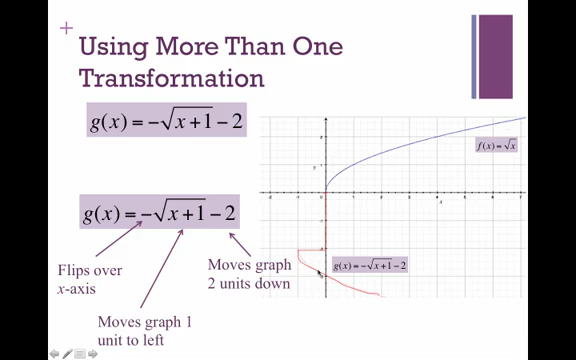 +
Using More Than One
Transformation
g(x) = −√x+1 − 2
f(x) = √x
g(x) = −√x+1 − 2
Flips over
x-axis
Moves graph
2 units down
g(x) = −√x+1 − 2
Moves graph 1
unit to left